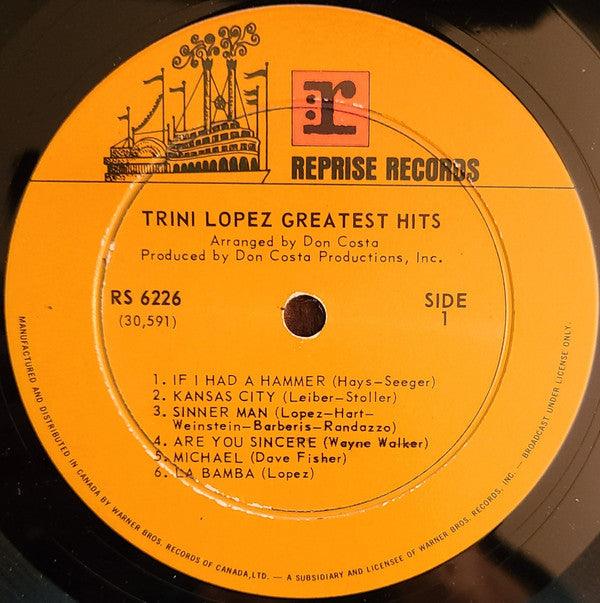 r:
REPRISE RECORDS
TRINI LOPEZ GREATEST HITS
Arranged by Don Costa
Produced by Don Costa Productions, Inc.
RS 6226
(30,591)
SIDE
1
1. IF I HAD A HAMMER (Hays–Seeger)
2. KANSAS CITY (Leiber–Stoller)
3. SINNER MAN (Lopez–Hart–
Weinstein–Barberis–Randazzo)
4. ARE YOU SINCERE (Wayne Walker)
5. MICHAEL (Dave Fisher)
6. LA BAMBA (Lopez)
MANUFACTURED AND DISTRIBUTED IN CANADA BY WARNER BROS. RECORDS OF CANADA, LTD. — A SUBSIDIARY AND LICENSEE OF WARNER BROS. RECORDS, INC. — BROADCAST UNDER LICENSE ONLY.